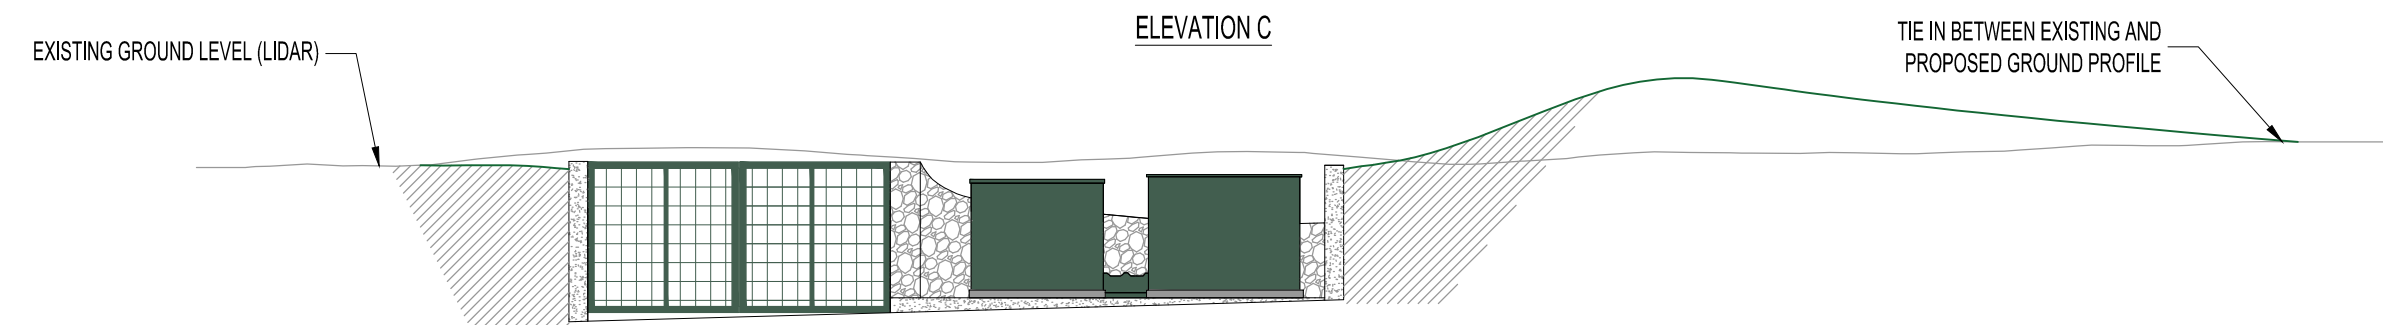 ELEVATION C
EXISTING GROUND LEVEL (LIDAR)
TIE IN BETWEEN EXISTING AND
PROPOSED GROUND PROFILE